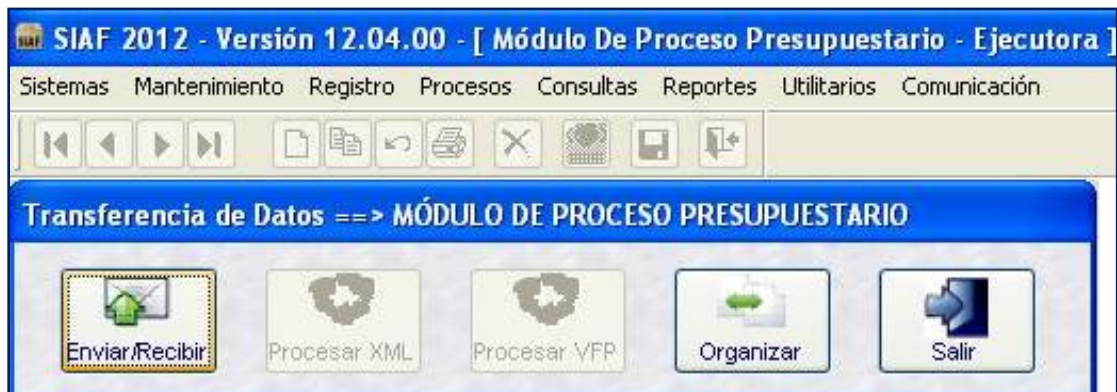 SIAF SIAF 2012 - Versión 12.04.00 - [ Módulo De Proceso Presupuestario - Ejecutora ]
Sistemas Mantenimiento Registro Procesos Consultas Reportes Utilitarios Comunicación
Transferencia de Datos ==> MÓDULO DE PROCESO PRESUPUESTARIO
Enviar/Recibir Procesar XML Procesar VFP Organizar Salir